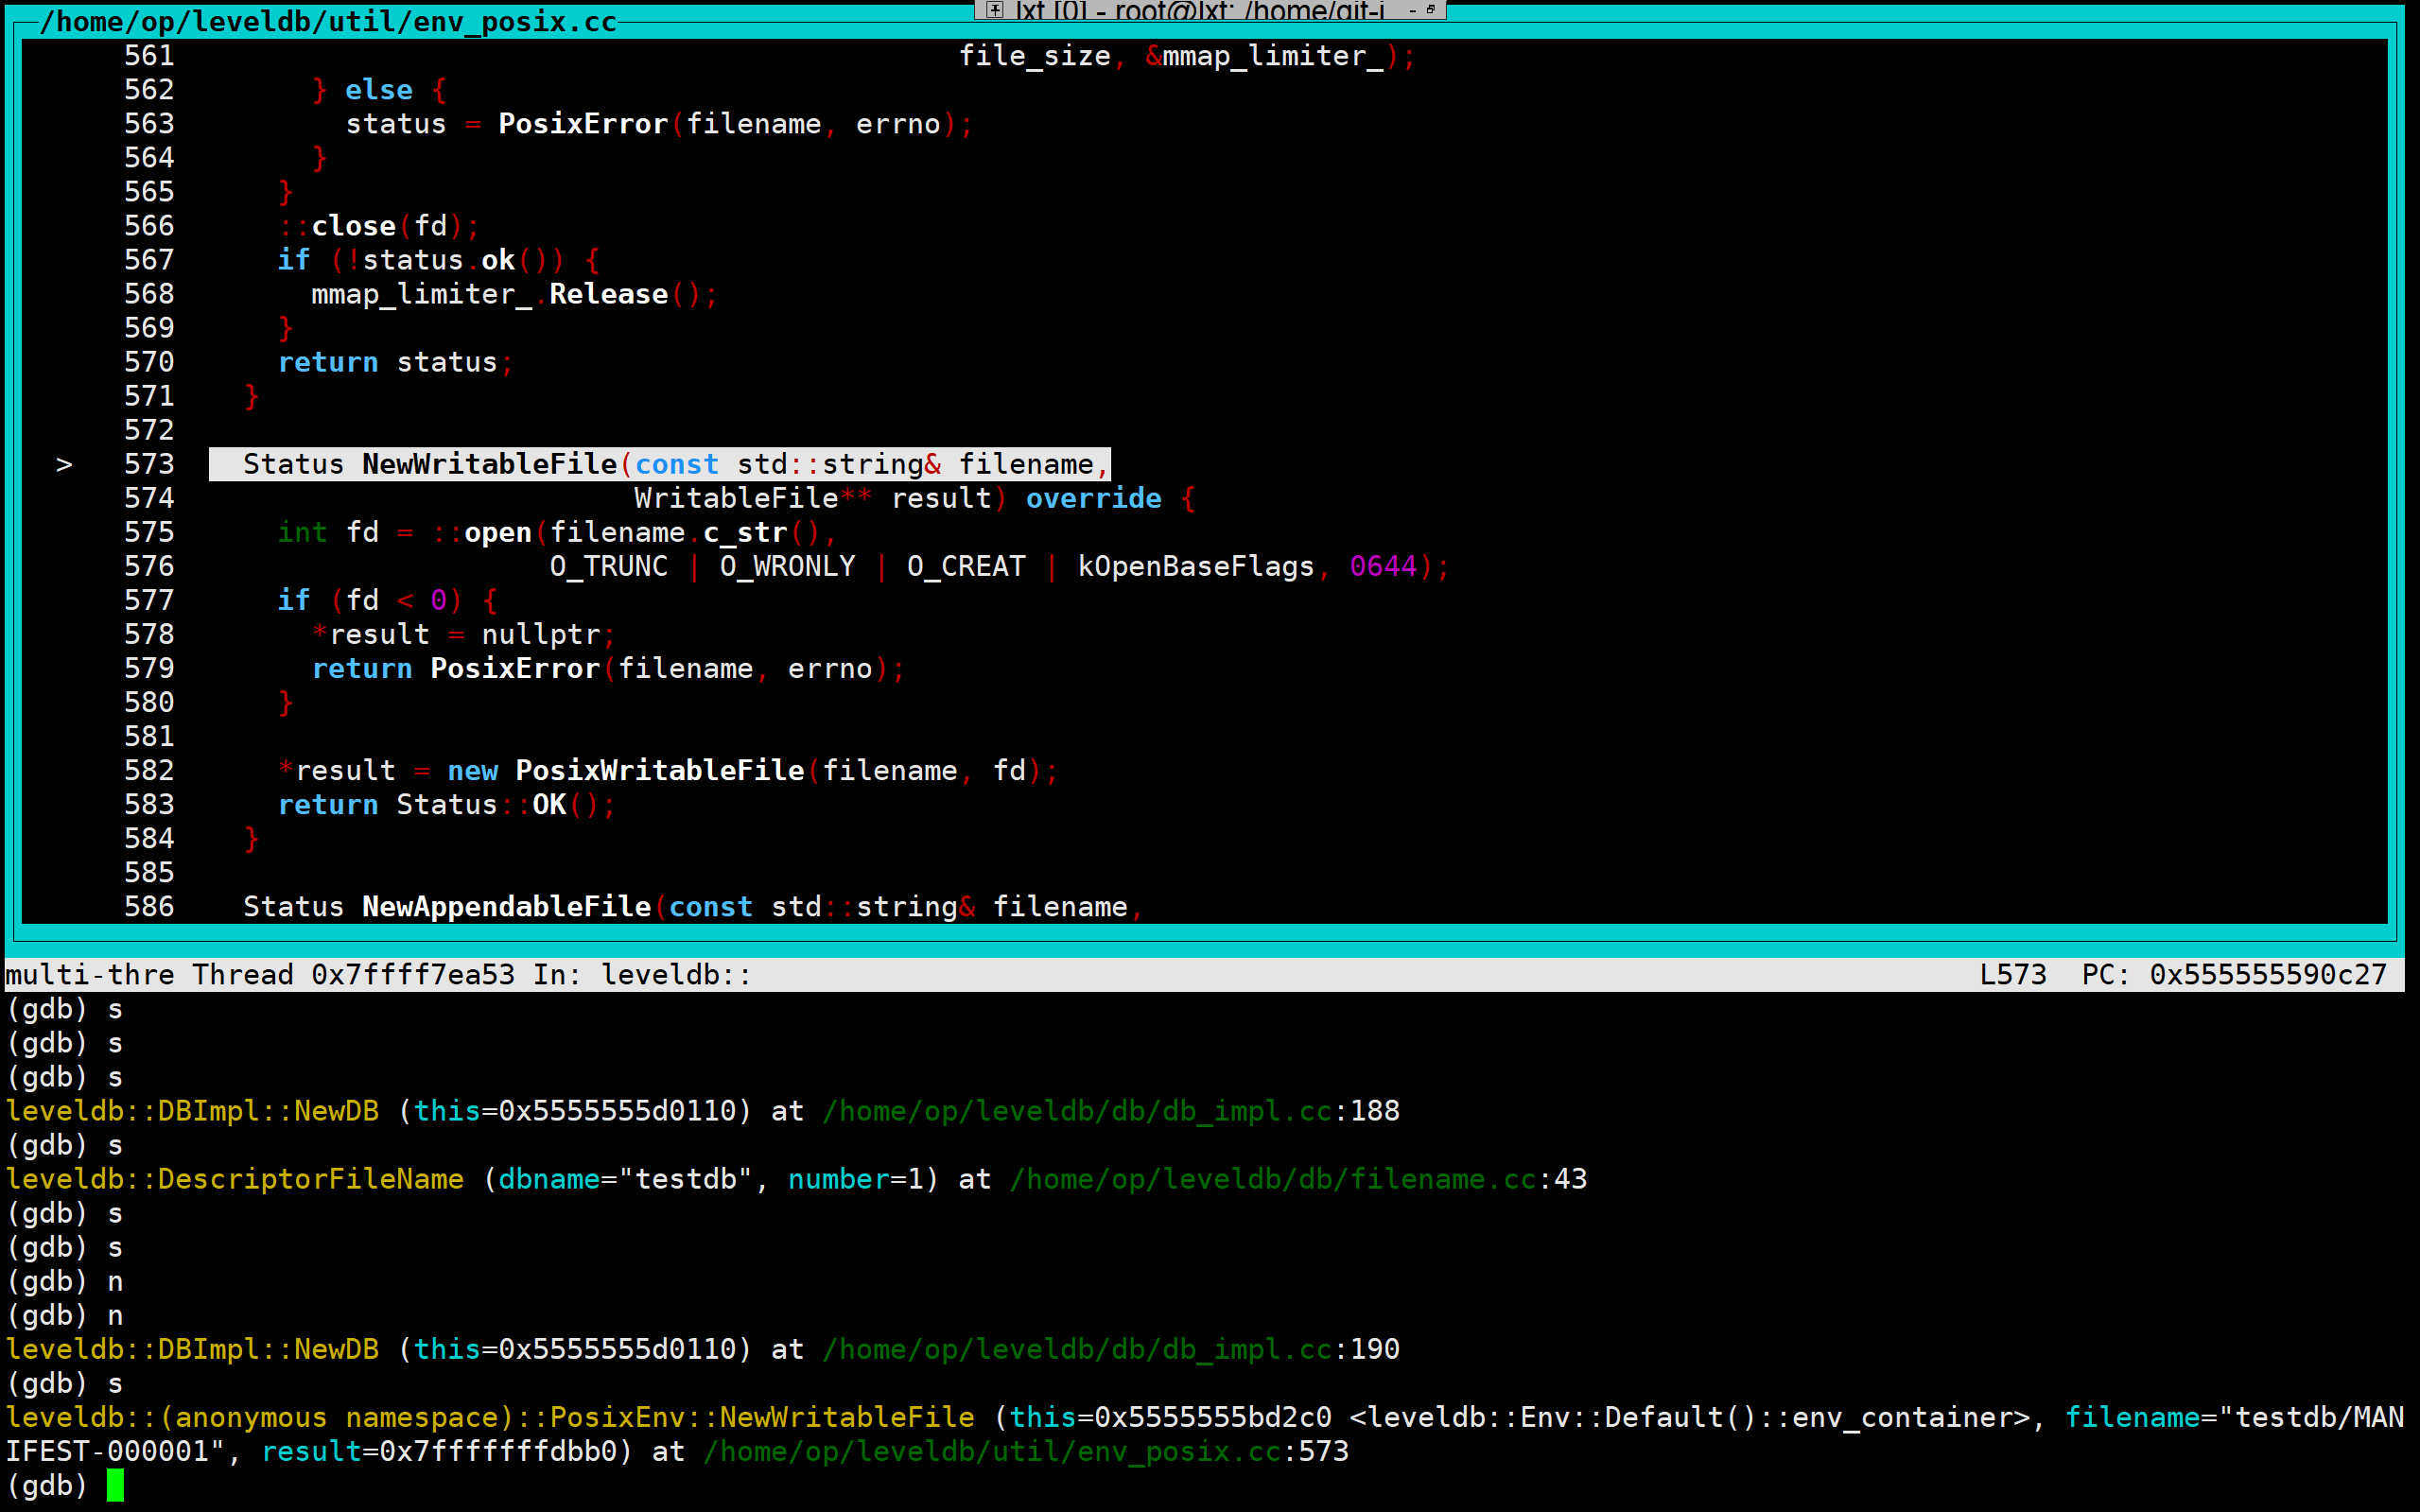 lxt [0] - root@lxt: /home/git-i
/home/op/leveldb/util/env_posix.cc
561                                              file_size, &mmap_limiter_);
562        } else {
563          status = PosixError(filename, errno);
564        }
565      }
566      ::close(fd);
567      if (!status.ok()) {
568        mmap_limiter_.Release();
569      }
570      return status;
571    }
572
> 573    Status NewWritableFile(const std::string& filename,
574                           WritableFile** result) override {
575      int fd = ::open(filename.c_str(),
576                      O_TRUNC | O_WRONLY | O_CREAT | kOpenBaseFlags, 0644);
577      if (fd < 0) {
578        *result = nullptr;
579        return PosixError(filename, errno);
580      }
581
582      *result = new PosixWritableFile(filename, fd);
583      return Status::OK();
584    }
585
586    Status NewAppendableFile(const std::string& filename,
multi-thre Thread 0x7ffff7ea53 In: leveldb::    L573  PC: 0x555555590c27
(gdb) s
(gdb) s
(gdb) s
leveldb::DBImpl::NewDB (this=0x5555555d0110) at /home/op/leveldb/db/db_impl.cc:188
(gdb) s
leveldb::DescriptorFileName (dbname="testdb", number=1) at /home/op/leveldb/db/filename.cc:43
(gdb) s
(gdb) s
(gdb) n
(gdb) n
leveldb::DBImpl::NewDB (this=0x5555555d0110) at /home/op/leveldb/db/db_impl.cc:190
(gdb) s
leveldb::(anonymous namespace)::PosixEnv::NewWritableFile (this=0x5555555bd2c0 <leveldb::Env::Default()::env_container>, filename="testdb/MAN
IFEST-000001", result=0x7fffffffdbb0) at /home/op/leveldb/util/env_posix.cc:573
(gdb)